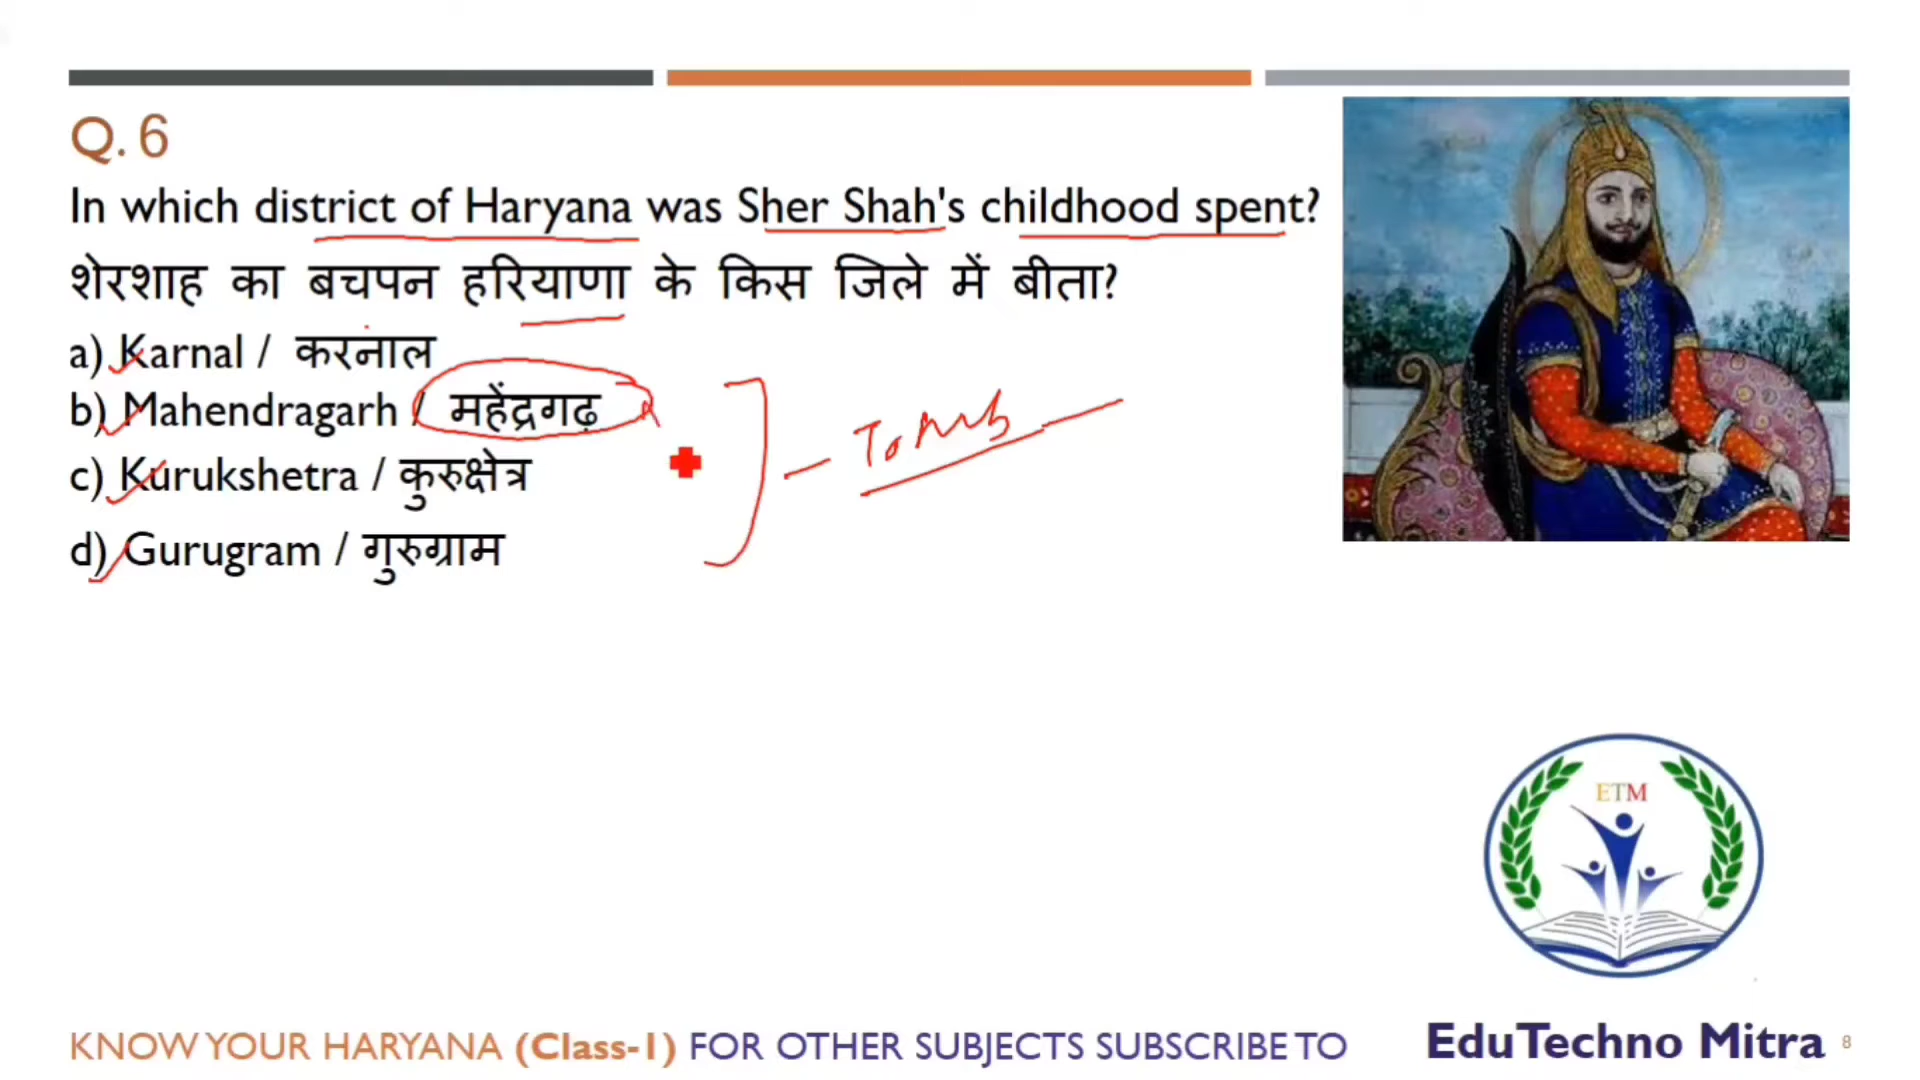 Q. 6
In which district of Haryana was Sher Shah's childhood spent?
शेरशाह का बचपन हरियाणा के किस जिले में बीता?
a) Karnal / करनाल
b) Mahendragarh / महेंद्रगढ़
c) Kurukshetra / कुरुक्षेत्र
d) Gurugram / गुरुग्राम
Tomb
ETM
KNOW YOUR HARYANA (Class-1) FOR OTHER SUBJECTS SUBSCRIBE TO EduTechno Mitra 8